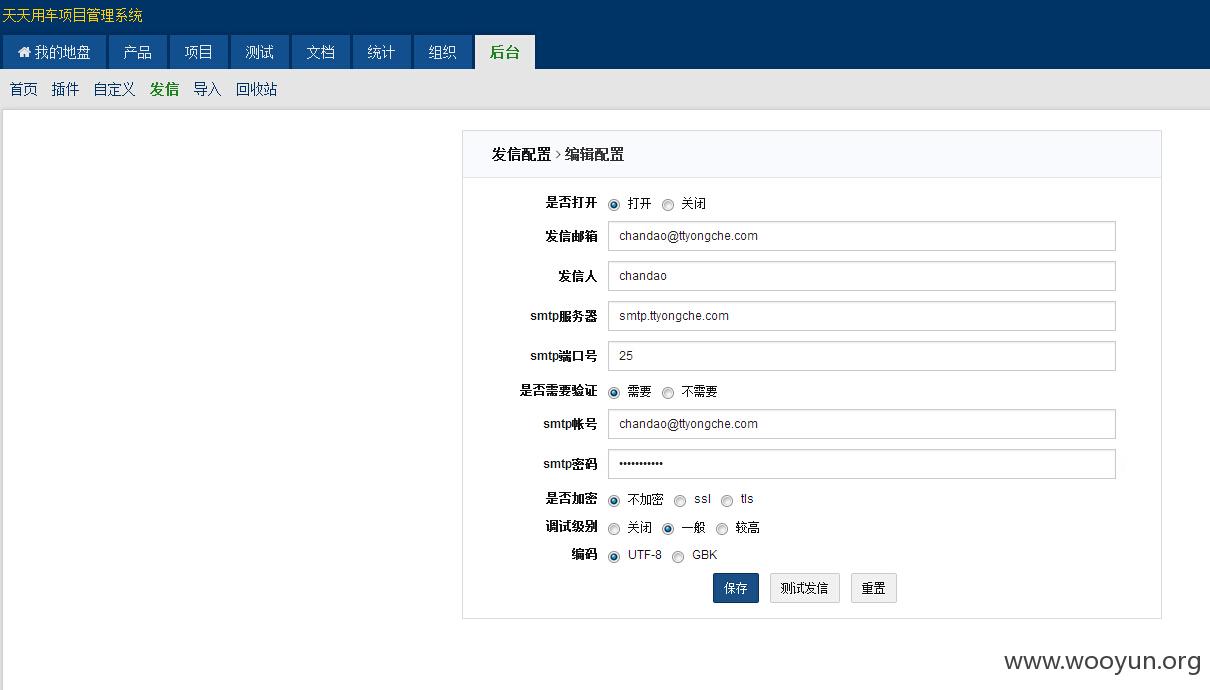 天天用车项目管理系统
我的地盘 产品 项目 测试 文档 统计 组织 后台
首页 插件 自定义 发信 导入 回收站
发信配置 > 编辑配置
是否打开 打开 关闭
发信邮箱 chandao@ttyongche.com
发信人 chandao
smtp服务器 smtp.ttyongche.com
smtp端口号 25
是否需要验证 需要 不需要
smtp帐号 chandao@ttyongche.com
smtp密码 •••••••••••
是否加密 不加密 ssl tls
调试级别 关闭 一般 较高
编码 UTF-8 GBK
保存 测试发信 重置
www.wooyun.org